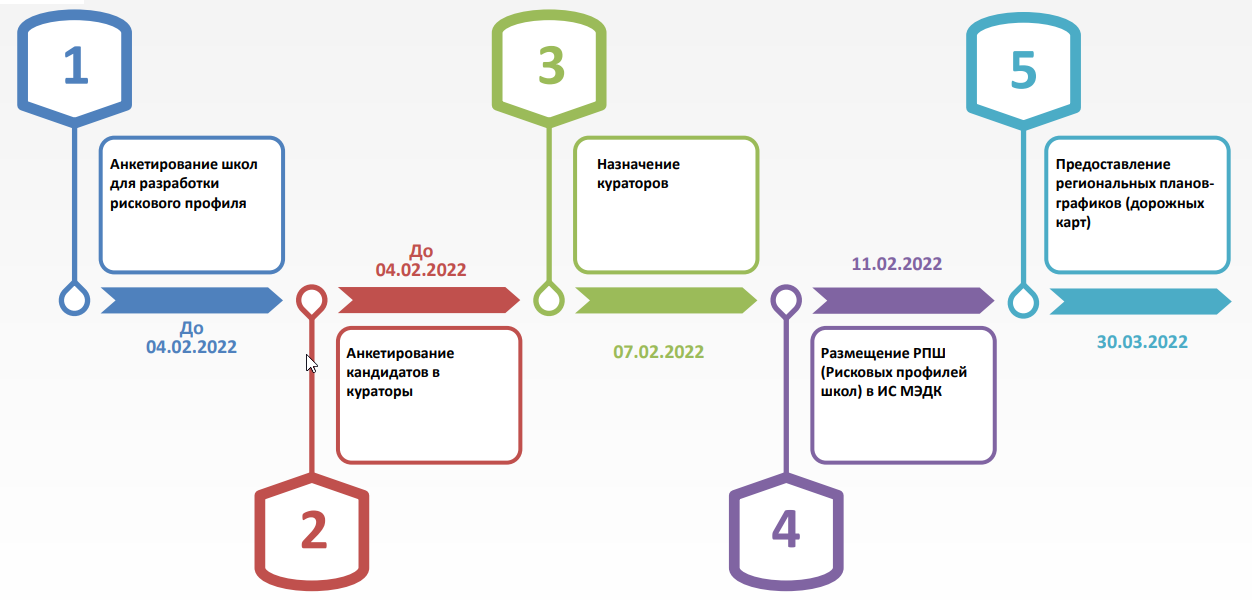 1
Анкетирование школ
для разработки
рискового профиля
До
04.02.2022
2
До
04.02.2022
Анкетирование
кандидатов в
кураторы
3
Назначение
кураторов
07.02.2022
4
11.02.2022
Размещение РПШ
(Рисковых профилей
школ) в ИС МЭДК
5
Предоставление
региональных планов-
графиков (дорожных
карт)
30.03.2022